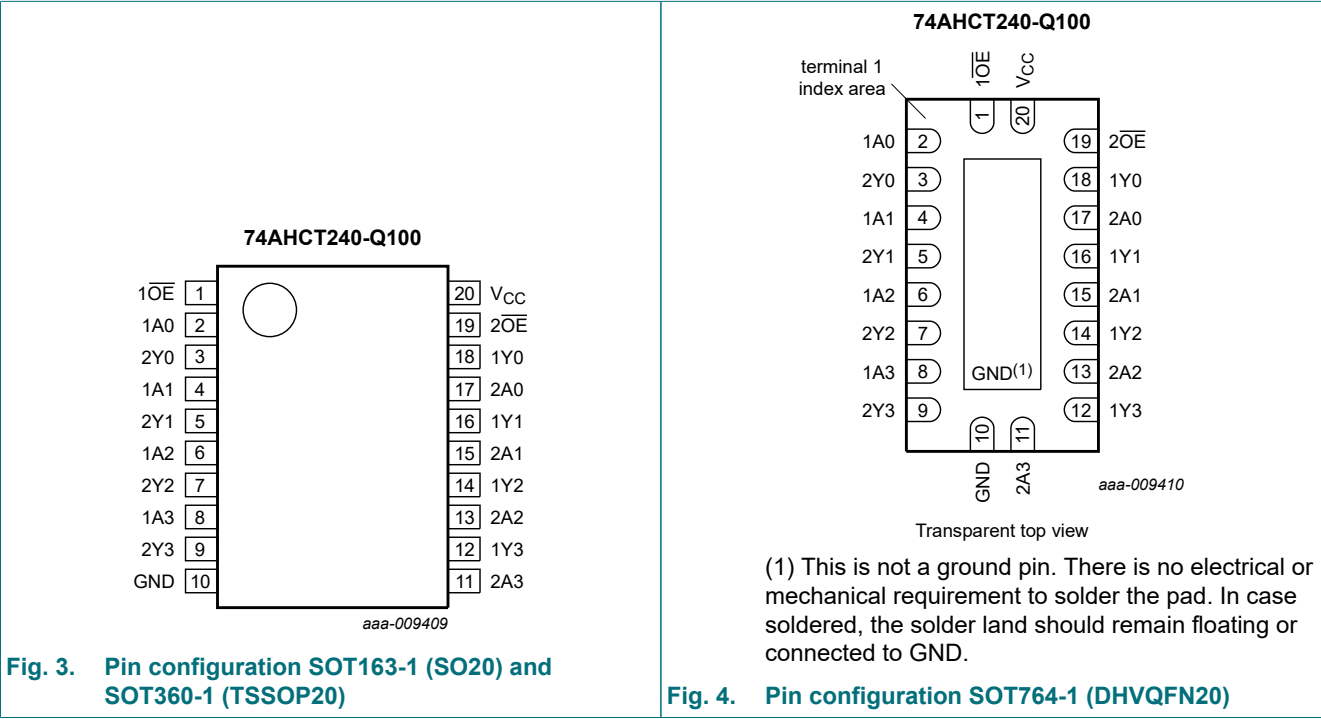 74AHCT240-Q100
1O̅E̅ 1
1A0 2
2Y0 3
1A1 4
2Y1 5
1A2 6
2Y2 7
1A3 8
2Y3 9
GND 10
20 VCC
19 2O̅E̅
18 1Y0
17 2A0
16 1Y1
15 2A1
14 1Y2
13 2A2
12 1Y3
11 2A3
aaa-009409
Fig. 3. Pin configuration SOT163-1 (SO20) and
SOT360-1 (TSSOP20)
74AHCT240-Q100
terminal 1
index area
1O̅E̅
VCC
1
20
1A0 2
2Y0 3
1A1 4
2Y1 5
1A2 6
2Y2 7
1A3 8
2Y3 9
19 2O̅E̅
18 1Y0
17 2A0
16 1Y1
15 2A1
14 1Y2
13 2A2
12 1Y3
GND(1)
10
11
GND
2A3
aaa-009410
Transparent top view
(1) This is not a ground pin. There is no electrical or
mechanical requirement to solder the pad. In case
soldered, the solder land should remain floating or
connected to GND.
Fig. 4. Pin configuration SOT764-1 (DHVQFN20)